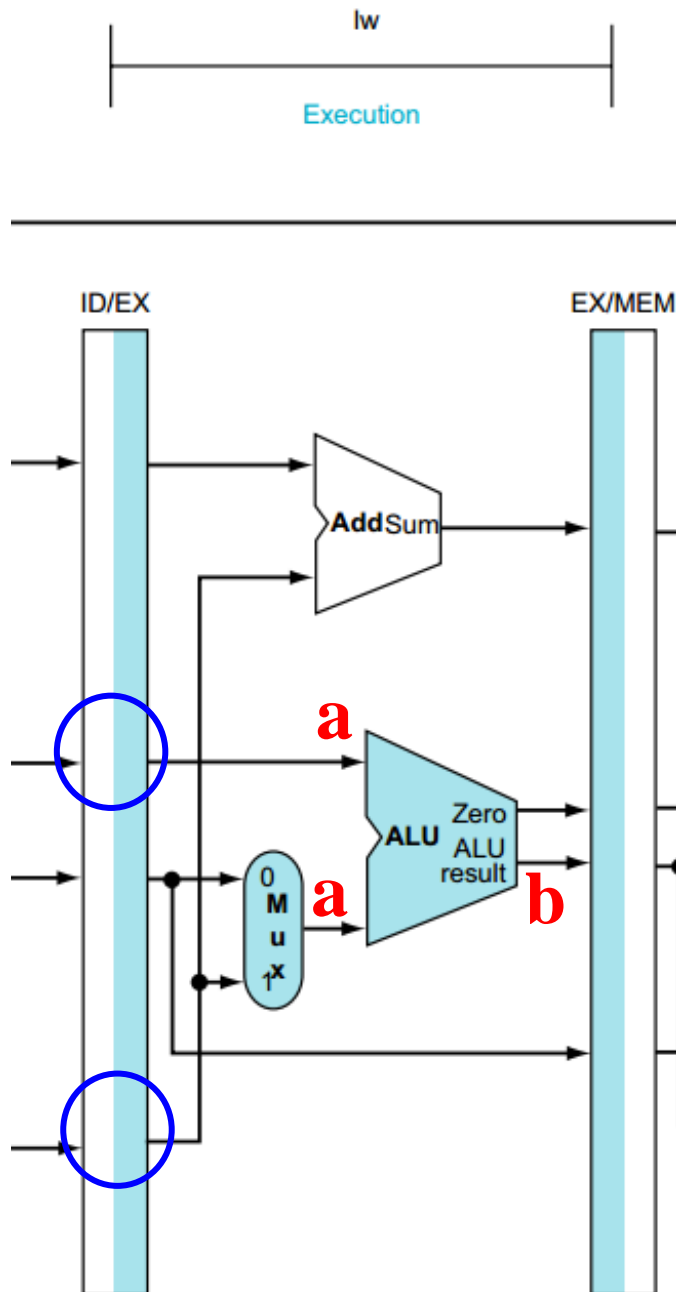 lw
Execution
ID/EX
EX/MEM
Add Sum
a
Zero
ALU
ALU
result
0
M
u
x
1
a
b